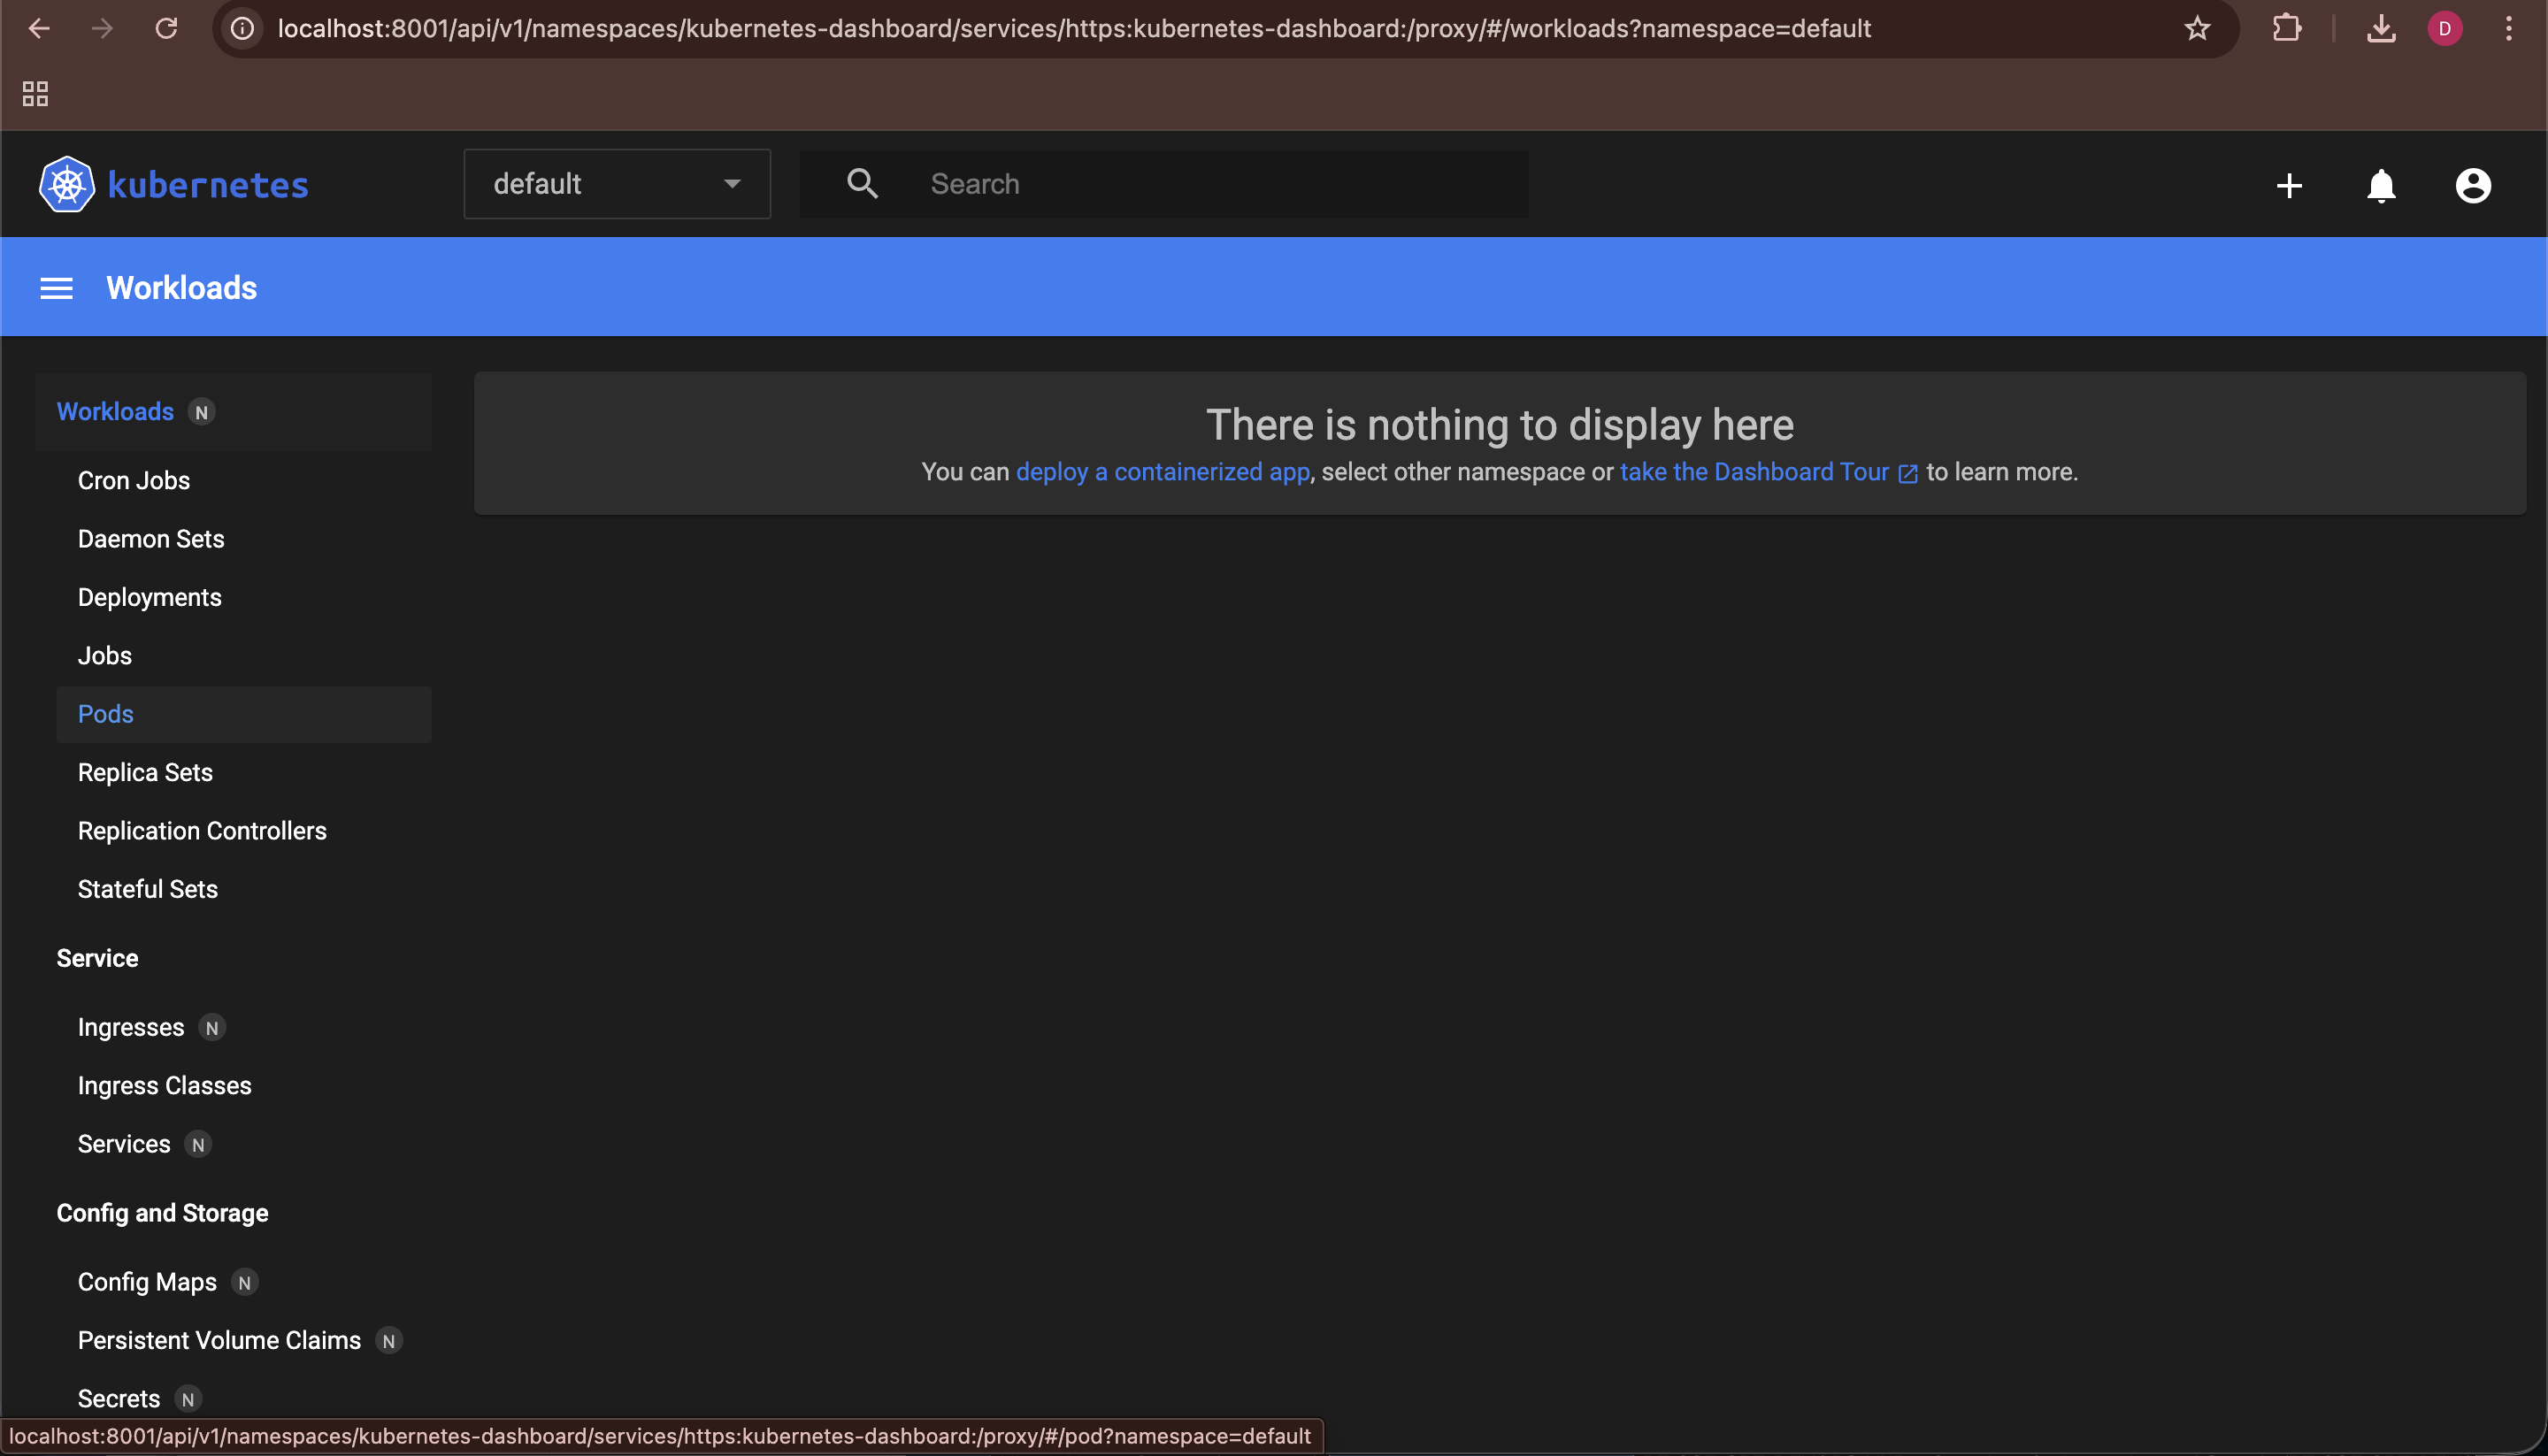 localhost:8001/api/v1/namespaces/kubernetes-dashboard/services/https:kubernetes-dashboard:/proxy/#/workloads?namespace=default
D
kubernetes
default
Search
Workloads
Workloads N
Cron Jobs
Daemon Sets
Deployments
Jobs
Pods
Replica Sets
Replication Controllers
Stateful Sets
Service
Ingresses N
Ingress Classes
Services N
Config and Storage
Config Maps N
Persistent Volume Claims N
Secrets N
There is nothing to display here
You can deploy a containerized app, select other namespace or take the Dashboard Tour to learn more.
localhost:8001/api/v1/namespaces/kubernetes-dashboard/services/https:kubernetes-dashboard:/proxy/#/pod?namespace=default